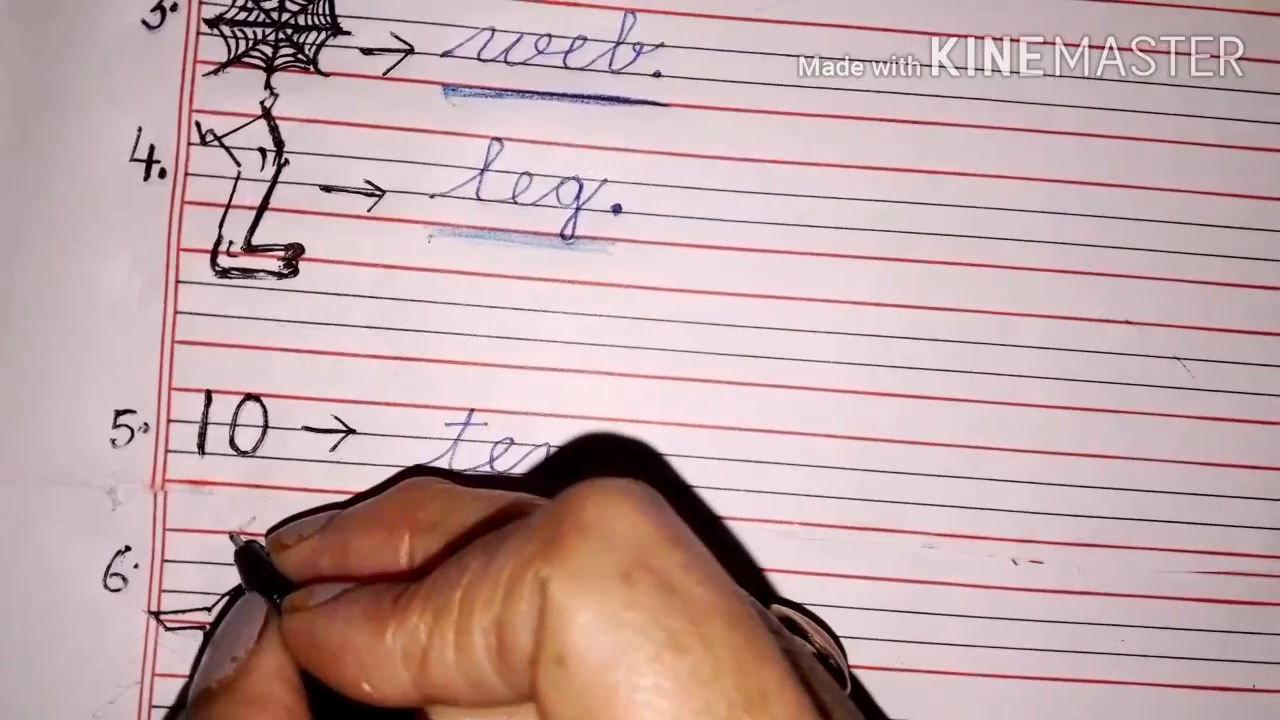 Made with KINEMASTER
3. → web.
4. → leg.
5. 10 →
6.